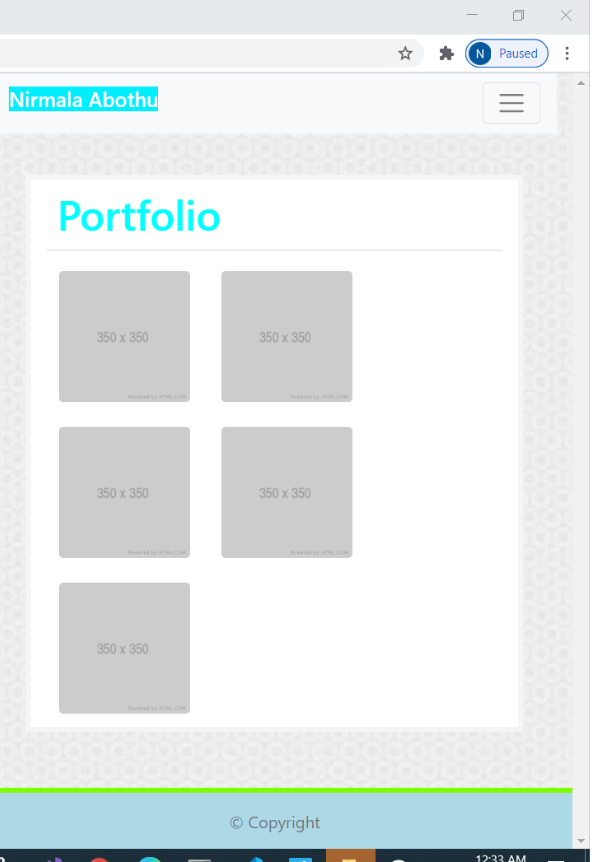 N Paused
Nirmala Abothu
Portfolio
350 x 350 350 x 350
Powered by HTML.COM Powered by HTML.COM
350 x 350 350 x 350
Powered by HTML.COM Powered by HTML.COM
350 x 350
Powered by HTML.COM
© Copyright
12:33 AM